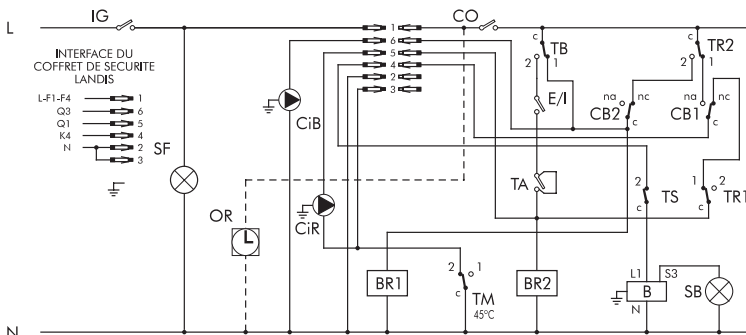 L
IG
CO
1
6
5
4
2
3
INTERFACE DU
COFFRET DE SECURITE
LANDIS
L-F1-F4 1
Q3 6
Q1 5
K4 4
N 2
3
SF
OR
CiB
CiR
c
TB
2 1
E/I
TA
c
TR2
2 1
na nc
CB2
c
na nc
CB1
c
2
TS
c
1 2
TR1
c
BR1
2 1
c
TM
45°C
BR2
L1 S3
B
N
SB
N